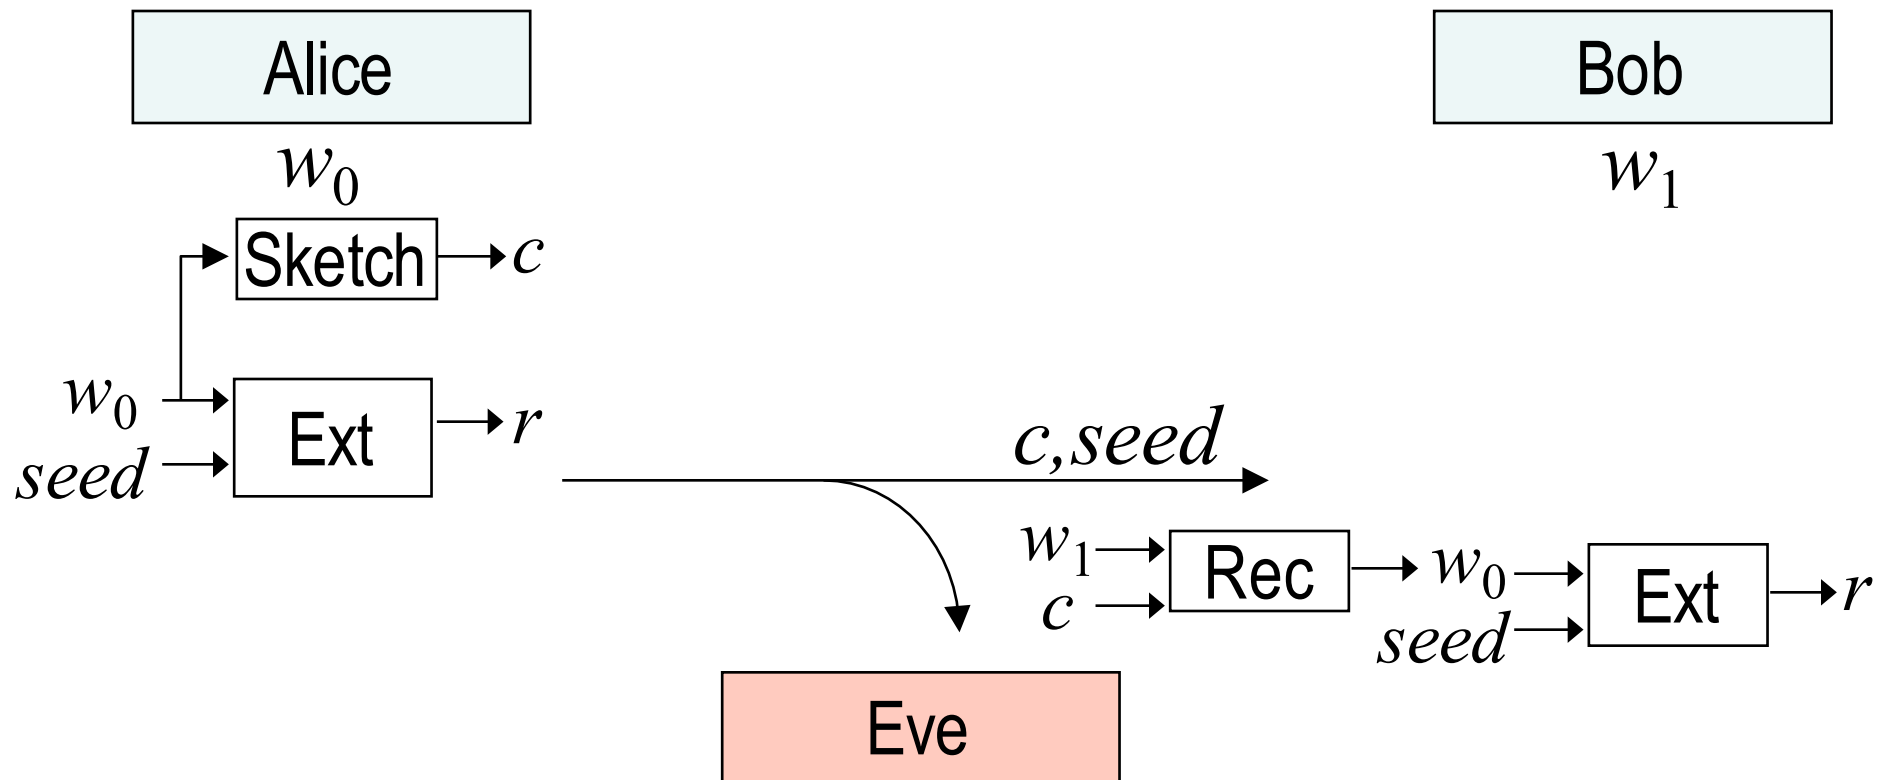 Alice
Bob
w₀
w₁
Sketch
c
w₀
Ext
r
seed
c,seed
w₁
Rec
w₀
c
seed
Ext
r
Eve